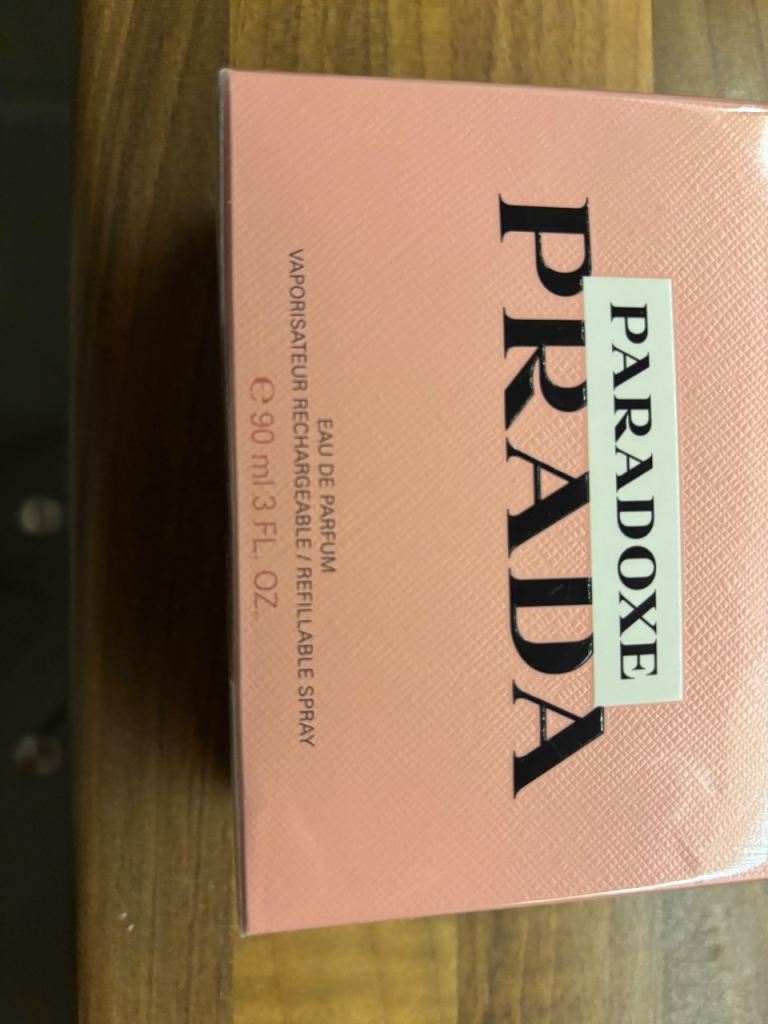 PARADOXE
PRADA
EAU DE PARFUM
VAPORISATEUR RECHARGEABLE / REFILLABLE SPRAY
℮ 90 ml 3 FL. OZ.